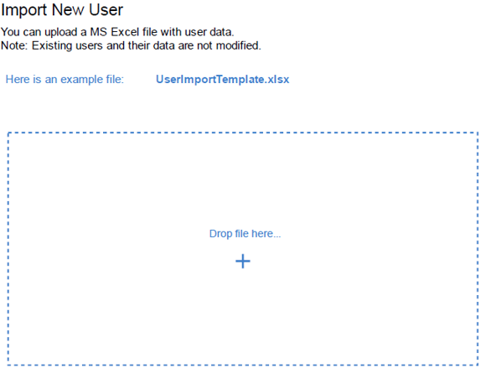 Import New User
You can upload a MS Excel file with user data.
Note: Existing users and their data are not modified.
Here is an example file: UserImportTemplate.xlsx
Drop file here...